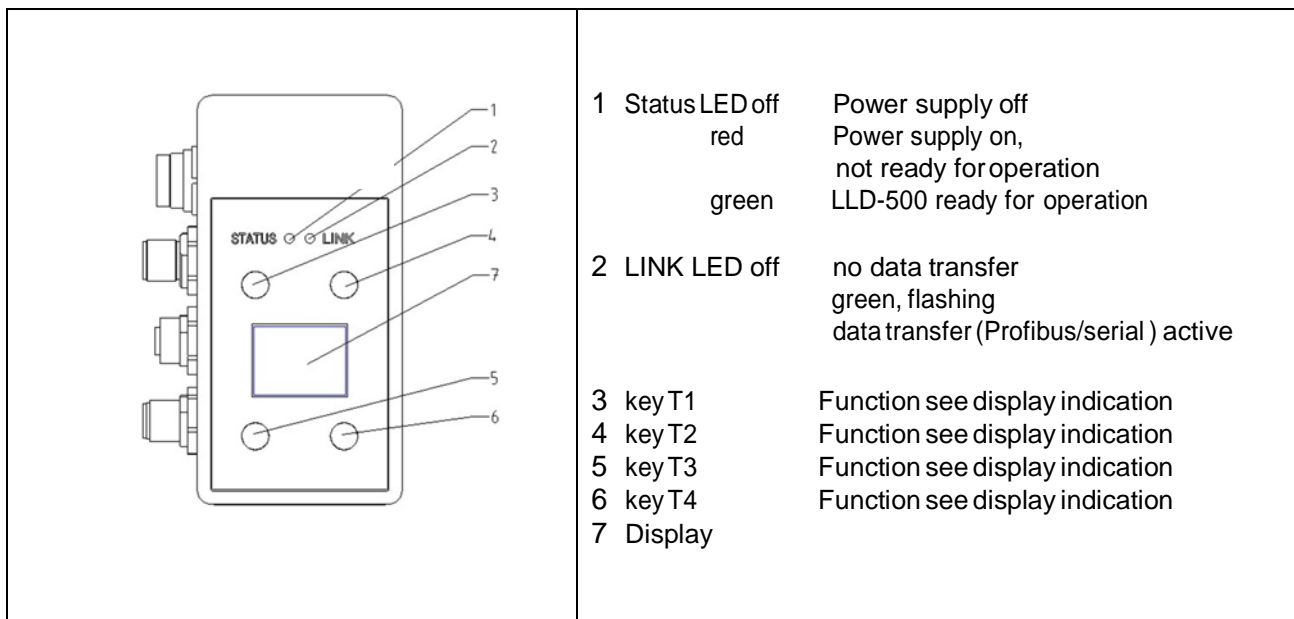 1
2
3
STATUS LINK
4
7
5
6
1 Status LED off Power supply off
red Power supply on,
not ready for operation
green LLD-500 ready for operation
2 LINK LED off no data transfer
green, flashing
data transfer (Profibus/serial ) active
3 key T1 Function see display indication
4 key T2 Function see display indication
5 key T3 Function see display indication
6 key T4 Function see display indication
7 Display